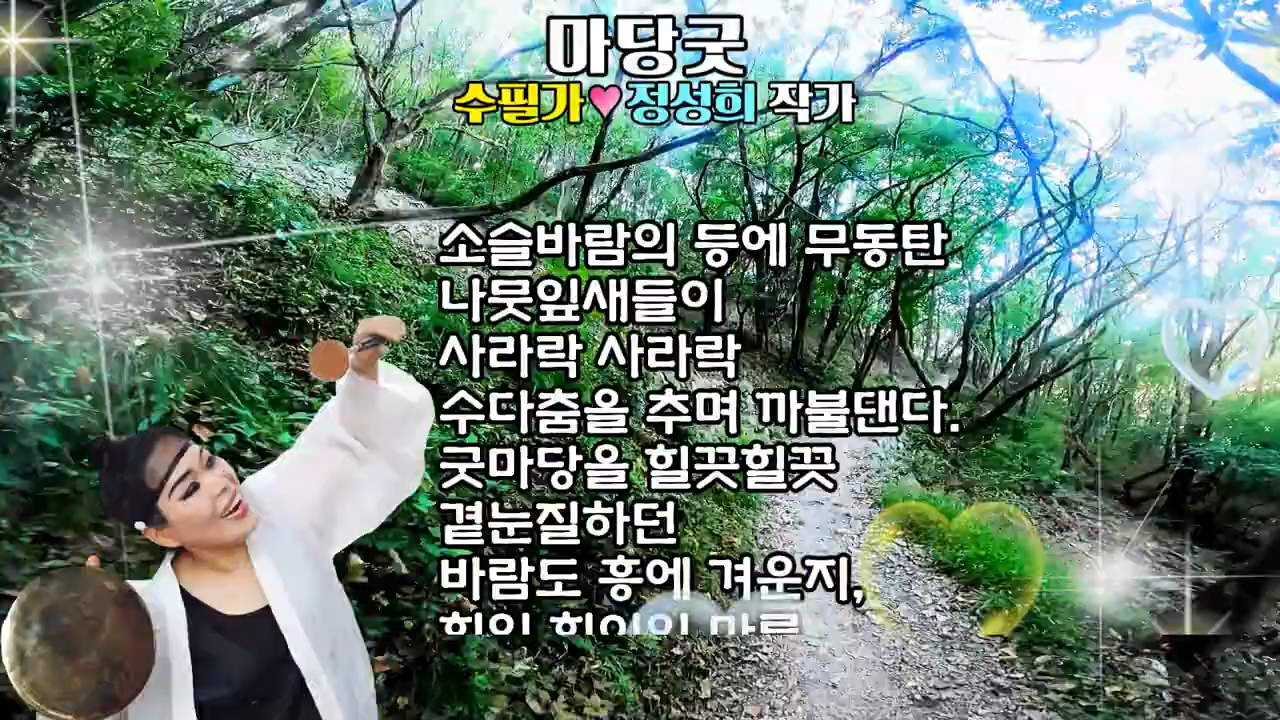 마당굿
수필가♥정성희 작가
소슬바람의 등에 무동탄
나뭇잎새들이
사라락 사라락
수다춤을 추며 까불댄다.
굿마당을 힐끗힐끗
곁눈질하던
바람도 흥에 겨운지,